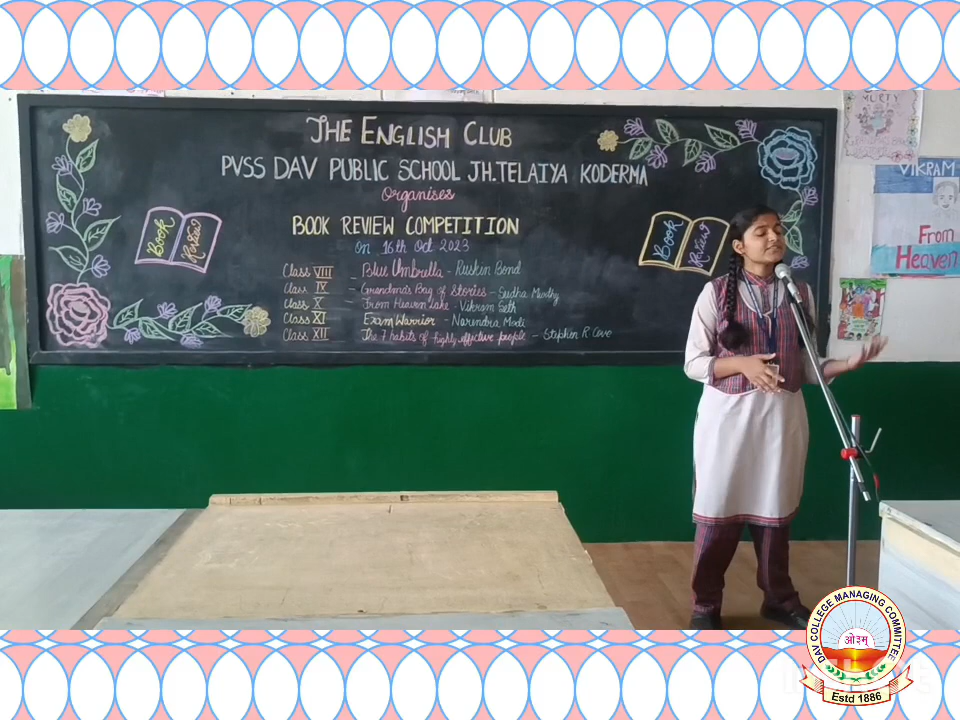 THE ENGLISH CLUB
PVSS DAV PUBLIC SCHOOL JH.TELAIYA KODERMA
Organises
BOOK REVIEW COMPETITION
on 16th Oct 2023
Book Review
Book Review
Class VIII - Blue Umbrella - Ruskin Bond
Class IX - Grandma's Bag of Stories - Sudha Murthy
Class X - From Heaven Lake - Vikram Seth
Class XI - Exam Warrior - Narendra Modi
Class XII - The 7 habits of highly effictive people - Stephin R Cove
MURTY
VIKRAM
From
Heaven
DAV COLLEGE MANAGING COMMITTEE
ओ३म्
Estd 1886